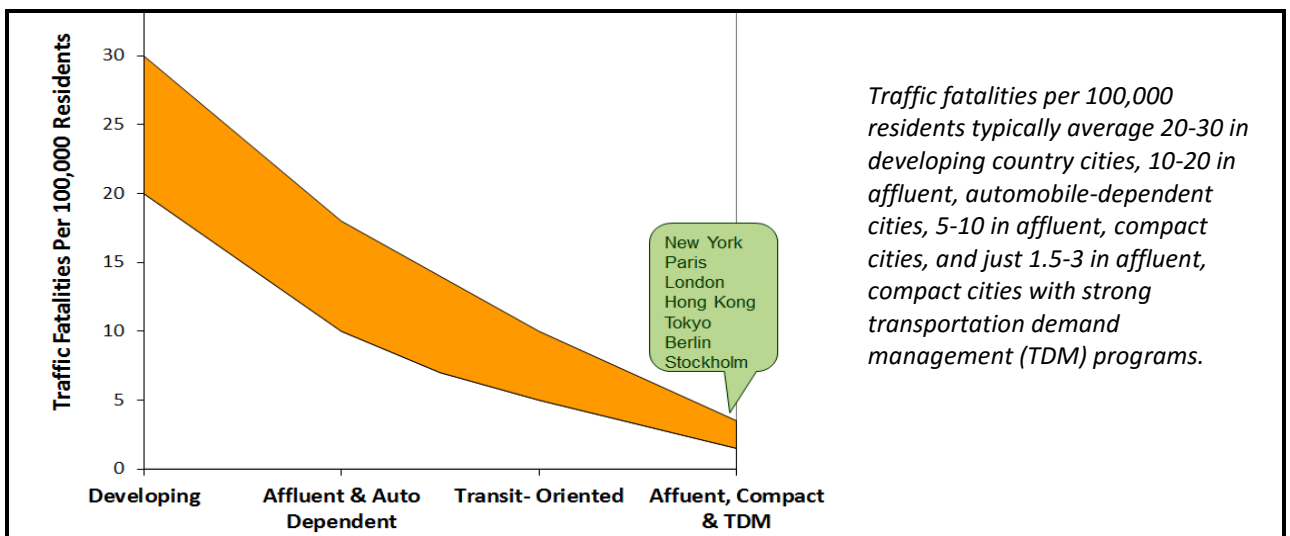 Traffic Fatalities Per 100,000 Residents
30
25
20
15
10
5
0
Developing
Affluent & Auto
Dependent
Transit- Oriented
Affuent, Compact
& TDM
New York
Paris
London
Hong Kong
Tokyo
Berlin
Stockholm
Traffic fatalities per 100,000
residents typically average 20-30 in
developing country cities, 10-20 in
affluent, automobile-dependent
cities, 5-10 in affluent, compact
cities, and just 1.5-3 in affluent,
compact cities with strong
transportation demand
management (TDM) programs.